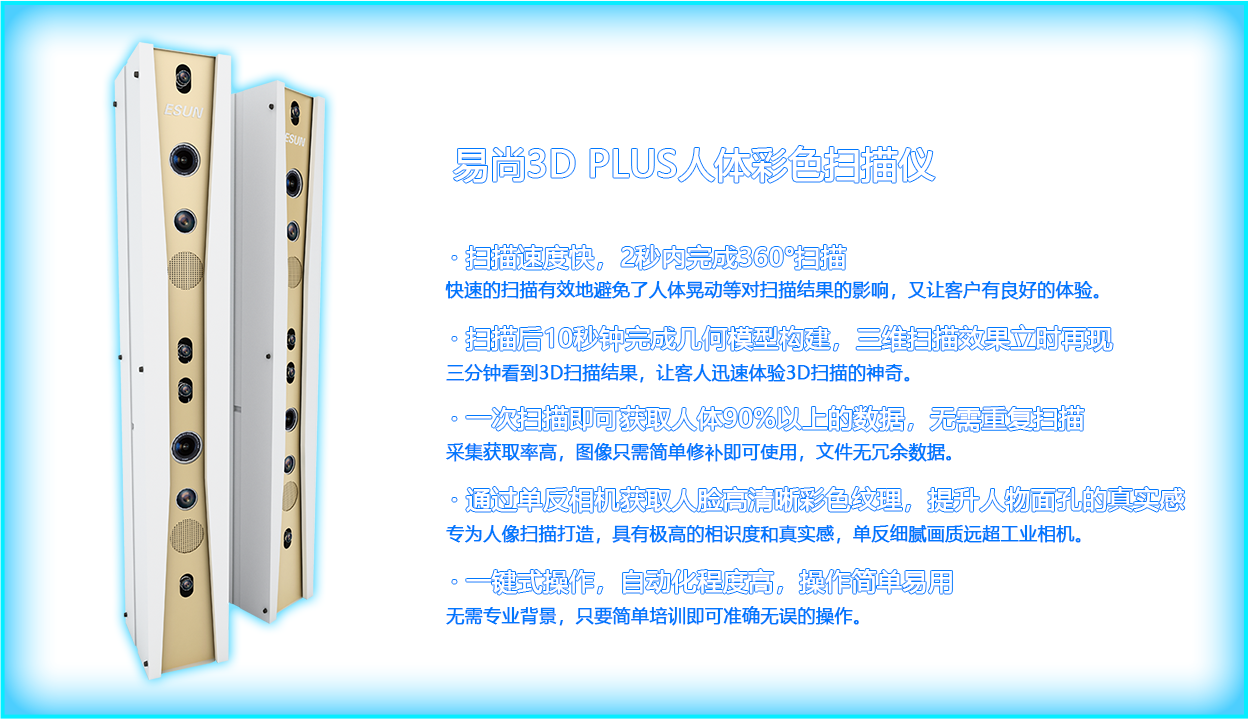 ESUN
ESUN
易尚3D PLUS人体彩色扫描仪
· 扫描速度快，2秒内完成360°扫描
快速的扫描有效地避免了人体晃动等对扫描结果的影响，又让客户有良好的体验。
· 扫描后10秒钟完成几何模型构建，三维扫描效果立时再现
三分钟看到3D扫描结果，让客人迅速体验3D扫描的神奇。
· 一次扫描即可获取人体90%以上的数据，无需重复扫描
采集获取率高，图像只需简单修补即可使用，文件无冗余数据。
· 通过单反相机获取人脸高清晰彩色纹理，提升人物面孔的真实感
专为人像扫描打造，具有极高的相识度和真实感，单反细腻画质远超工业相机。
· 一键式操作，自动化程度高，操作简单易用
无需专业背景，只要简单培训即可准确无误的操作。